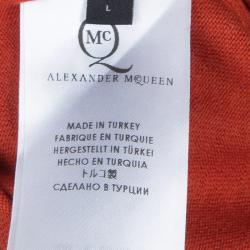 L
McQ
ALEXANDER MCQUEEN
MADE IN TURKEY
FABRIQUE EN TURQUIE
HERGESTELLT IN TÜRKEI
HECHO EN TURQUIA
トルコ製
СДЕЛАНО В ТУРЦИИ